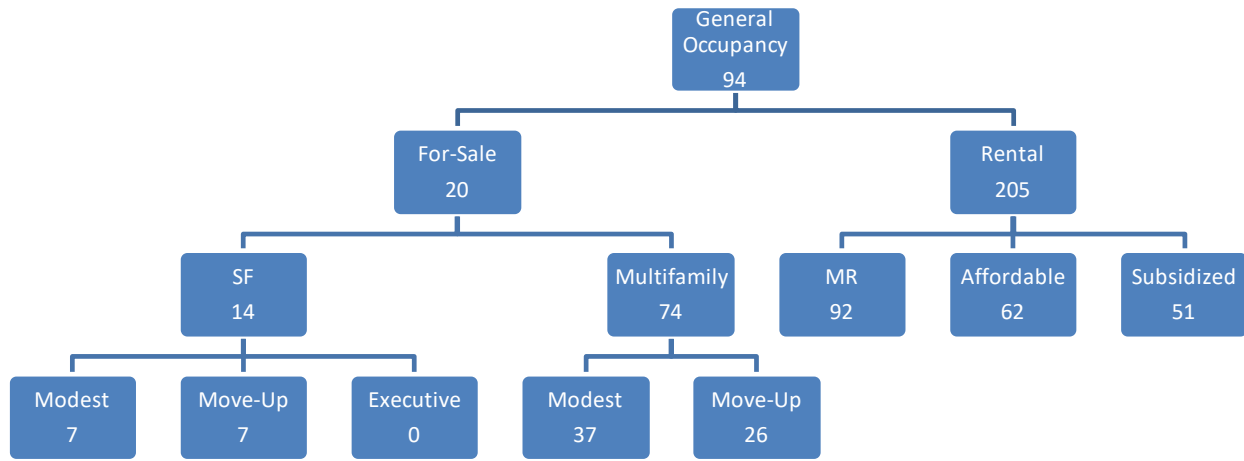 General
Occupancy
94
For-Sale
20
Rental
205
SF
14
Multifamily
74
MR
92
Affordable
62
Subsidized
51
Modest
7
Move-Up
7
Executive
0
Modest
37
Move-Up
26